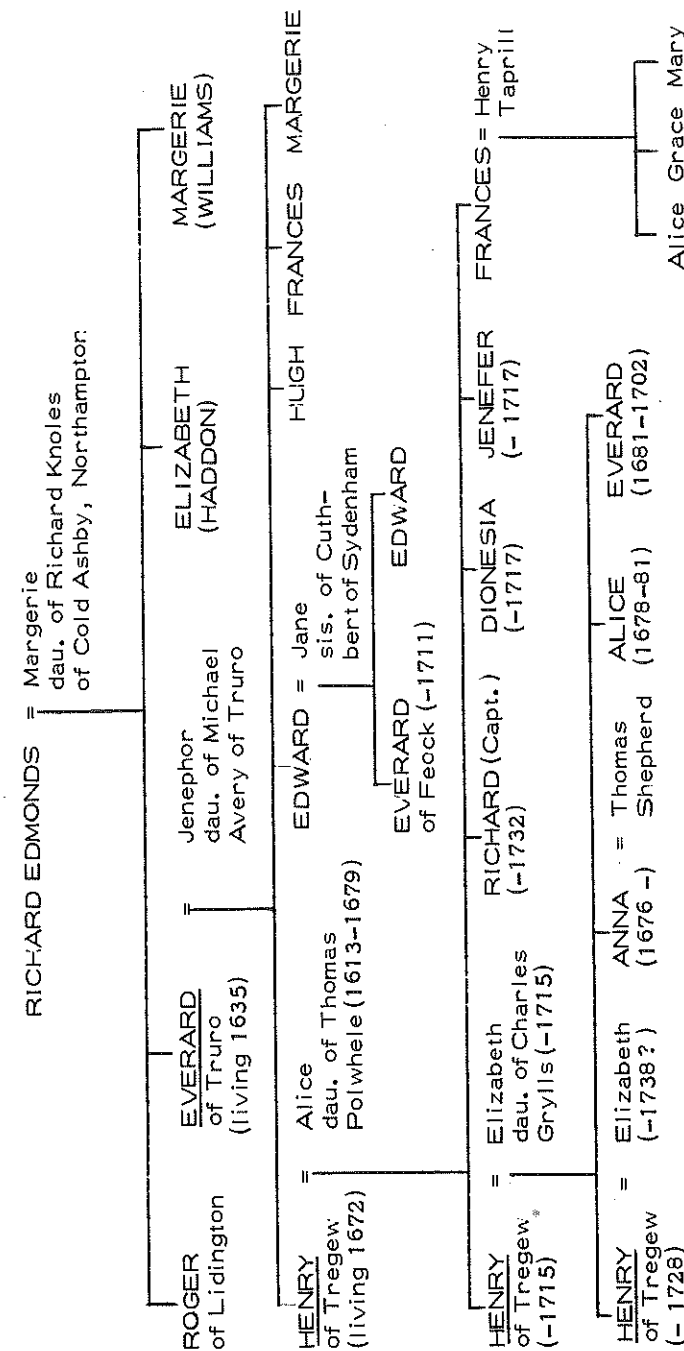 RICHARD EDMONDS = Margerie
dau. of Richard Knoles
of Cold Ashby, Northampton
ROGER
of Lidington
EVERARD
of Truro
(living 1635)
= Jenephor
dau. of Michael
Avery of Truro
ELIZABETH
(HADDON)
MARGERIE
(WILLIAMS)
HENRY
of Tregew
(living 1672)
= Alice
dau. of Thomas
Polwhele (1613-1679)
EDWARD = Jane
sis. of Cuth-
bert of Sydenham
HUGH FRANCES MARGERIE
EVERARD
of Feock (-1711)
EDWARD
HENRY
of Tregew
(-1715)
= Elizabeth
dau. of Charles
Grylls (-1715)
RICHARD (Capt.)
(-1732)
DIONESIA
(-1717)
JENEFER
(-1717)
FRANCES = Henry
Taprill
HENRY
of Tregew
(-1728)
= Elizabeth
(-1738?)
ANNA
(1676 -)
= Thomas
Shepherd
ALICE
(1678-81)
EVERARD
(1681-1702)
Alice Grace Mary